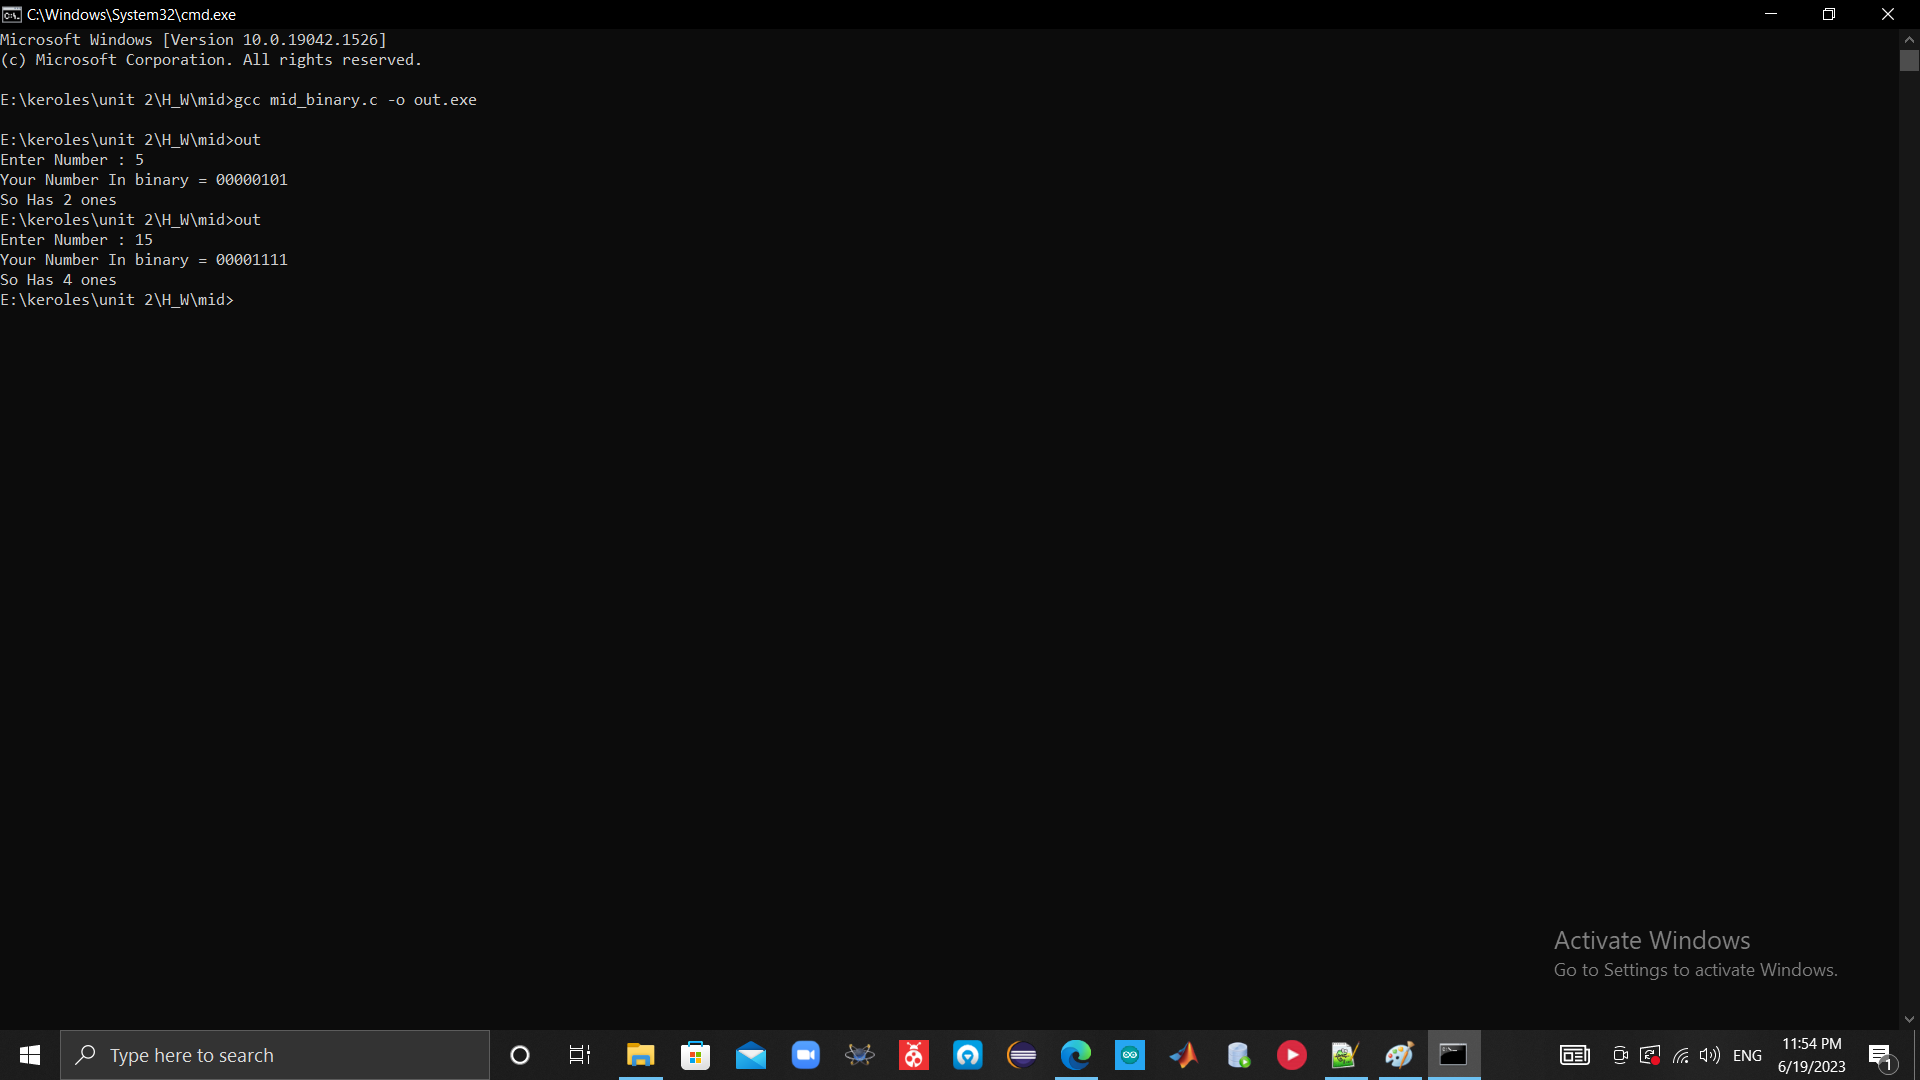 C:\Windows\System32\cmd.exe
Microsoft Windows [Version 10.0.19042.1526]
(c) Microsoft Corporation. All rights reserved.
E:\keroles\unit 2\H_W\mid>gcc mid_binary.c -o out.exe
E:\keroles\unit 2\H_W\mid>out
Enter Number : 5
Your Number In binary = 00000101
So Has 2 ones
E:\keroles\unit 2\H_W\mid>out
Enter Number : 15
Your Number In binary = 00001111
So Has 4 ones
E:\keroles\unit 2\H_W\mid>
Activate Windows
Go to Settings to activate Windows.
Type here to search
ENG
11:54 PM
6/19/2023
1